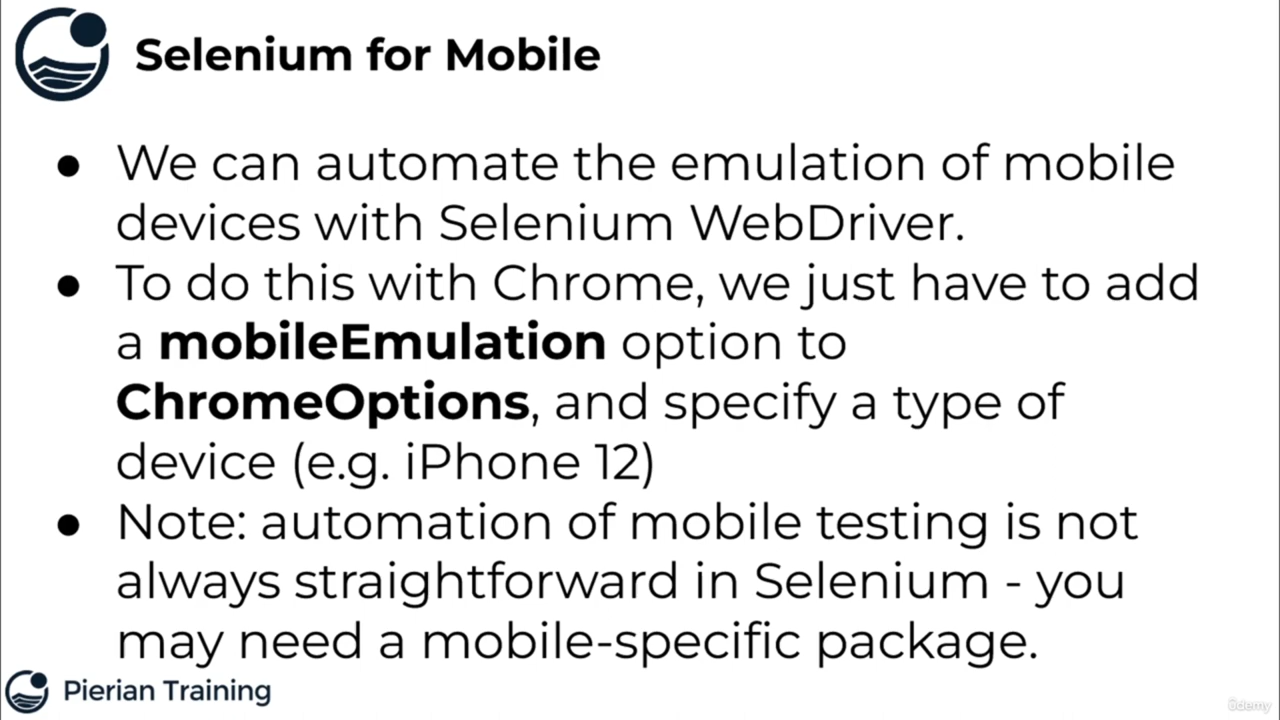 Selenium for Mobile
● We can automate the emulation of mobile
devices with Selenium WebDriver.
● To do this with Chrome, we just have to add
a mobileEmulation option to
ChromeOptions, and specify a type of
device (e.g. iPhone 12)
● Note: automation of mobile testing is not
always straightforward in Selenium - you
may need a mobile-specific package.
Pierian Training
ûdemy